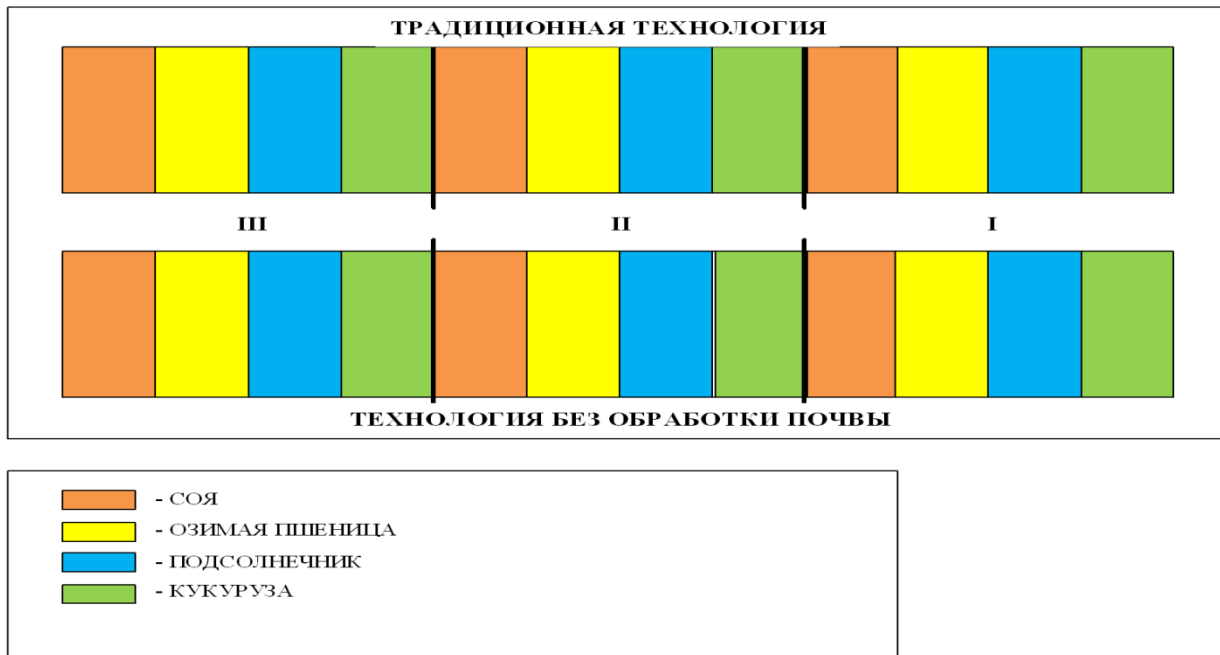 ТРАДИЦИОННАЯ ТЕХНОЛОГИЯ
III II I
ТЕХНОЛОГИЯ БЕЗ ОБРАБОТКИ ПОЧВЫ
- СОЯ
- ОЗИМАЯ ПШЕНИЦА
- ПОДСОЛНЕЧНИК
- КУКУРУЗА